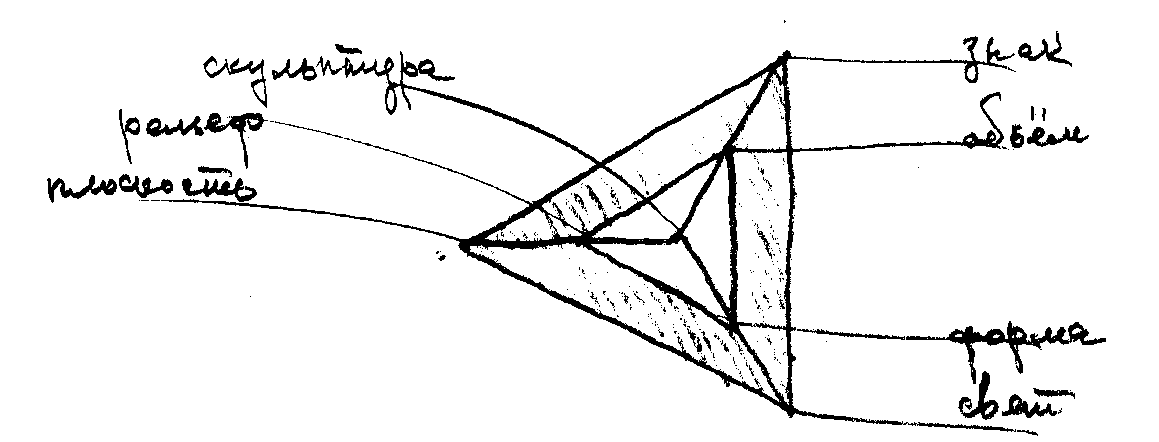 скульптура
рельеф
плоскость
знак
объём
форма
свет